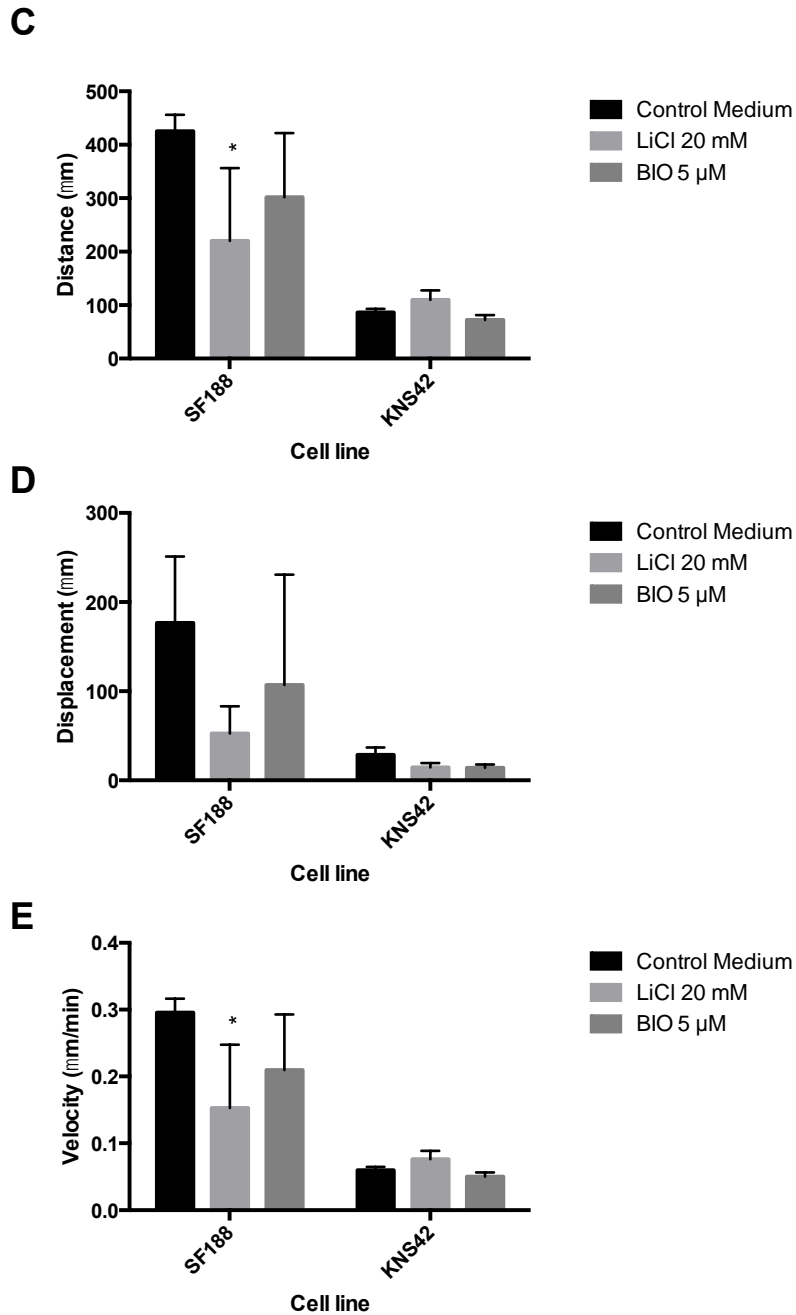 C
500
400
300
200
100
0
Distance (mm)
*
SF188
KNS42
Cell line
Control Medium
LiCl 20 mM
BIO 5 µM
D
300
200
100
0
Displacement (mm)
SF188
KNS42
Cell line
Control Medium
LiCl 20 mM
BIO 5 µM
E
0.4
0.3
0.2
0.1
0.0
Velocity (mm/min)
*
SF188
KNS42
Cell line
Control Medium
LiCl 20 mM
BIO 5 µM